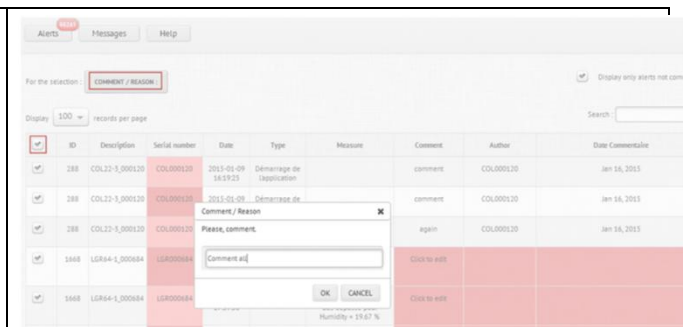 Alerts
Messages
Help
For the selection :
COMMENT / REASON :
Display only alerts not com
Display 100 records per page
Search :
ID Description Serial number Date Type Measure Comment Author Date Commentaire
288 COL22-3_000120 COL000120 2015-01-09 16:19:25 Démarrage de l'application comment COL000120 Jan 16, 2015
288 COL22-3_000120 COL000120 2015-01-09 Démarrage de comment COL000120 Jan 16, 2015
288 COL22-3_000120 COL000120 again COL000120 Jan 16, 2015
1668 LGR64-1_000684 LGR000684 Click to edit
1668 LGR64-1_000684 LGR000684 Click to edit
Humidity = 19.67 %
Comment / Reason
Please, comment.
Comment all
OK CANCEL